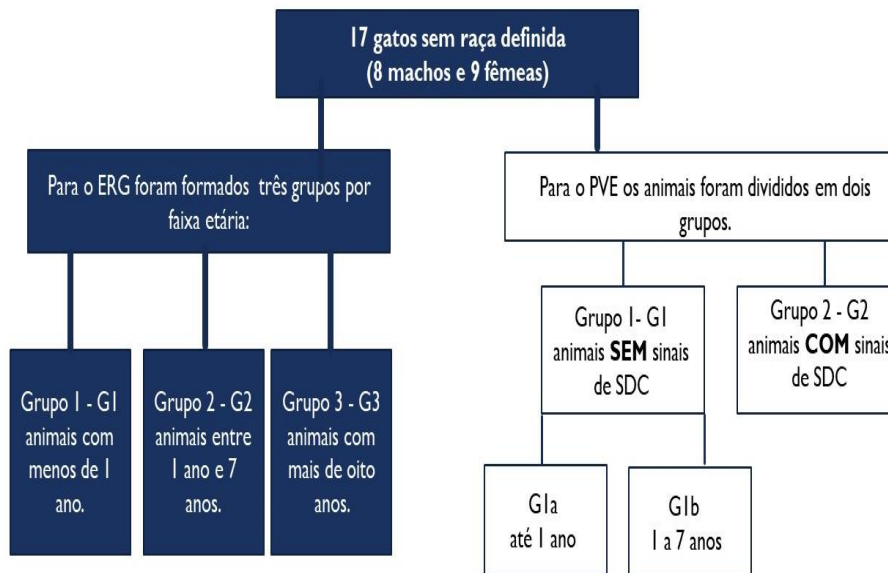 17 gatos sem raça definida
(8 machos e 9 fêmeas)
Para o ERG foram formados três grupos por
faixa etária:
Para o PVE os animais foram divididos em dois
grupos.
Grupo 1 - G1
animais com
menos de 1
ano.
Grupo 2 - G2
animais entre
1 ano e 7
anos.
Grupo 3 - G3
animais com
mais de oito
anos.
Grupo 1- G1
animais SEM sinais
de SDC
Grupo 2 - G2
animais COM sinais
de SDC
G1a
até 1 ano
G1b
1 a 7 anos